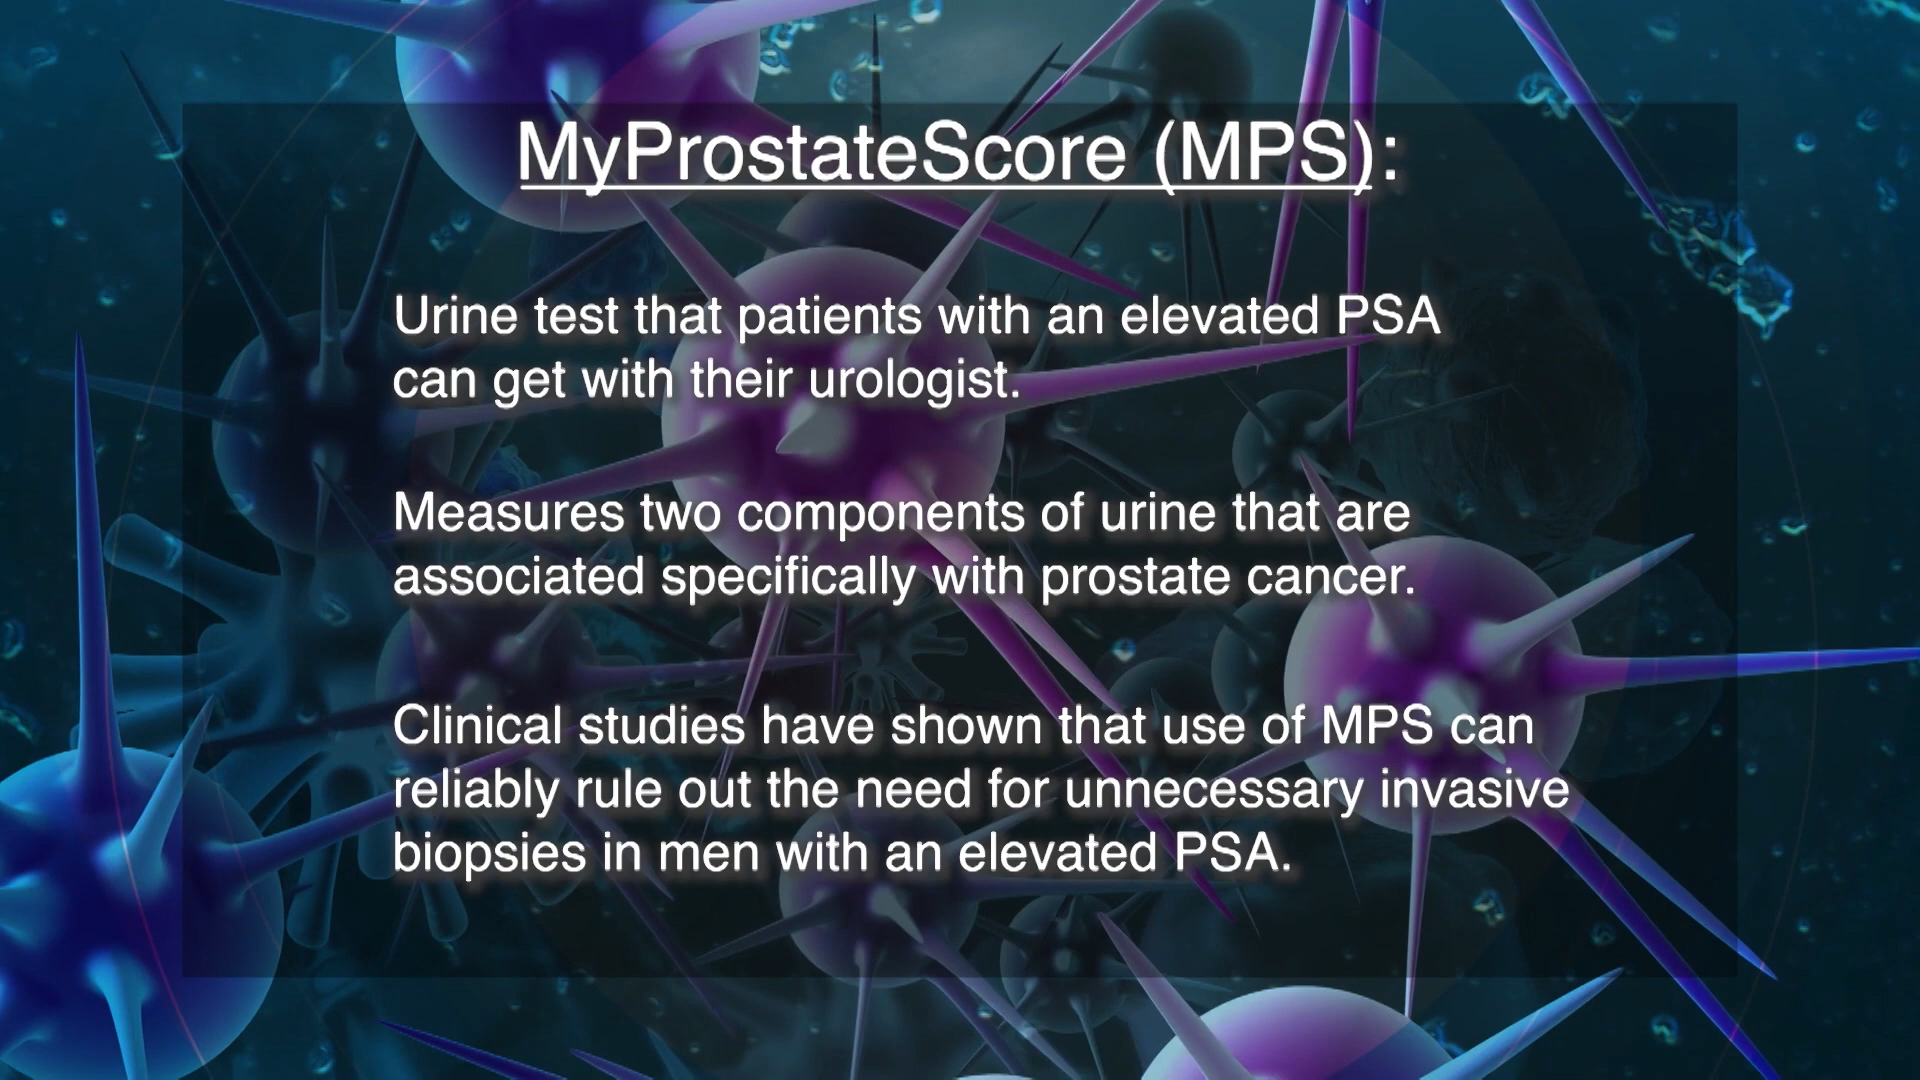 MyProstateScore (MPS):
Urine test that patients with an elevated PSA
can get with their urologist.
Measures two components of urine that are
associated specifically with prostate cancer.
Clinical studies have shown that use of MPS can
reliably rule out the need for unnecessary invasive
biopsies in men with an elevated PSA.